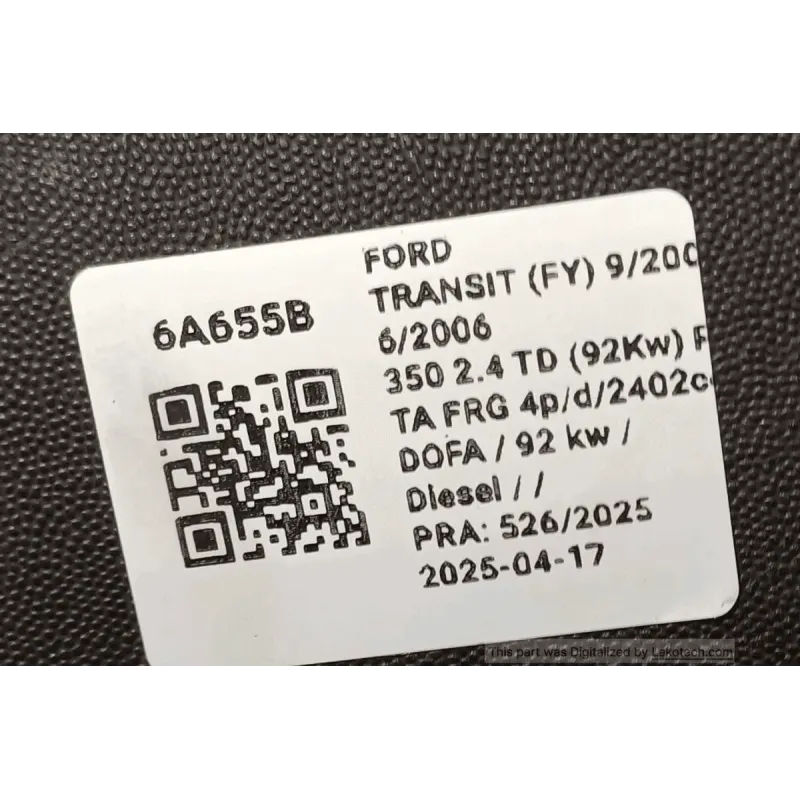 6A655B
FORD
TRANSIT (FY) 9/200
6/2006
350 2.4 TD (92Kw) F
TA FRG 4p/d/2402c
DOFA / 92 kw /
Diesel / /
PRA: 526/2025
2025-04-17
This part was Digitalized by Lekotech.com